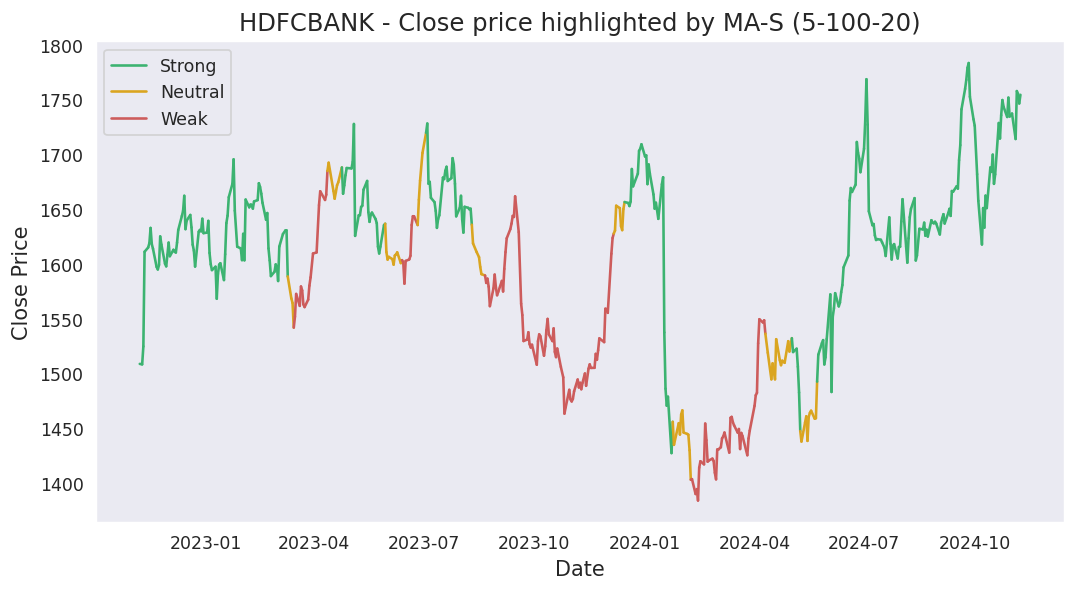 HDFCBANK - Close price highlighted by MA-S (5-100-20)
Strong
Neutral
Weak
1800
1750
1700
1650
1600
1550
1500
1450
1400
Close Price
2023-01 2023-04 2023-07 2023-10 2024-01 2024-04 2024-07 2024-10
Date